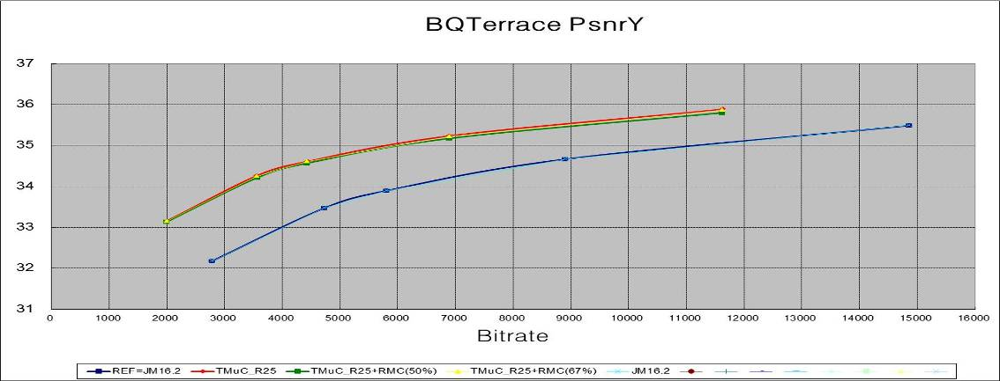 BQTerrace PsnrY
37
36
35
34
33
32
31
0 1000 2000 3000 4000 5000 6000 7000 8000 9000 10000 11000 12000 13000 14000 15000 16000
Bitrate
REF=JM16.2 TMuC_R25 TMuC_R25+RMC(50%) TMuC_R25+RMC(67%) JM16.2